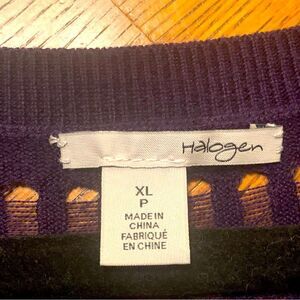 Halogen
XL
P
MADE IN
CHINA
FABRIQUÉ
EN CHINE